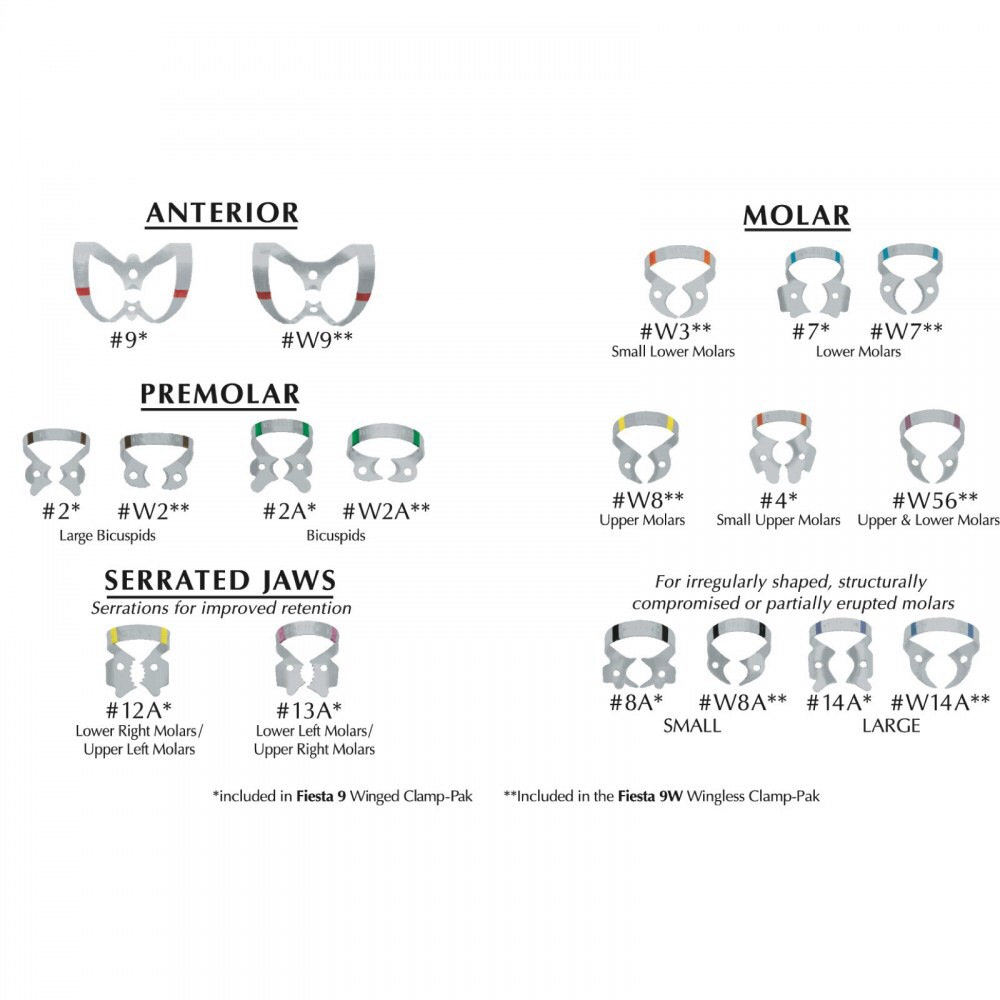 ANTERIOR
#9*
#W9**
PREMOLAR
#2*
#W2**
#2A*
#W2A**
Large Bicuspids
Bicuspids
SERRATED JAWS
Serrations for improved retention
#12A*
#13A*
Lower Right Molars/
Upper Left Molars
Lower Left Molars/
Upper Right Molars
MOLAR
#W3**
#7*
#W7**
Small Lower Molars
Lower Molars
#W8**
#4*
#W56**
Upper Molars
Small Upper Molars
Upper & Lower Molars
For irregularly shaped, structurally
compromised or partially erupted molars
#8A*
#W8A**
#14A*
#W14A**
SMALL
LARGE
*included in Fiesta 9 Winged Clamp-Pak
**Included in the Fiesta 9W Wingless Clamp-Pak